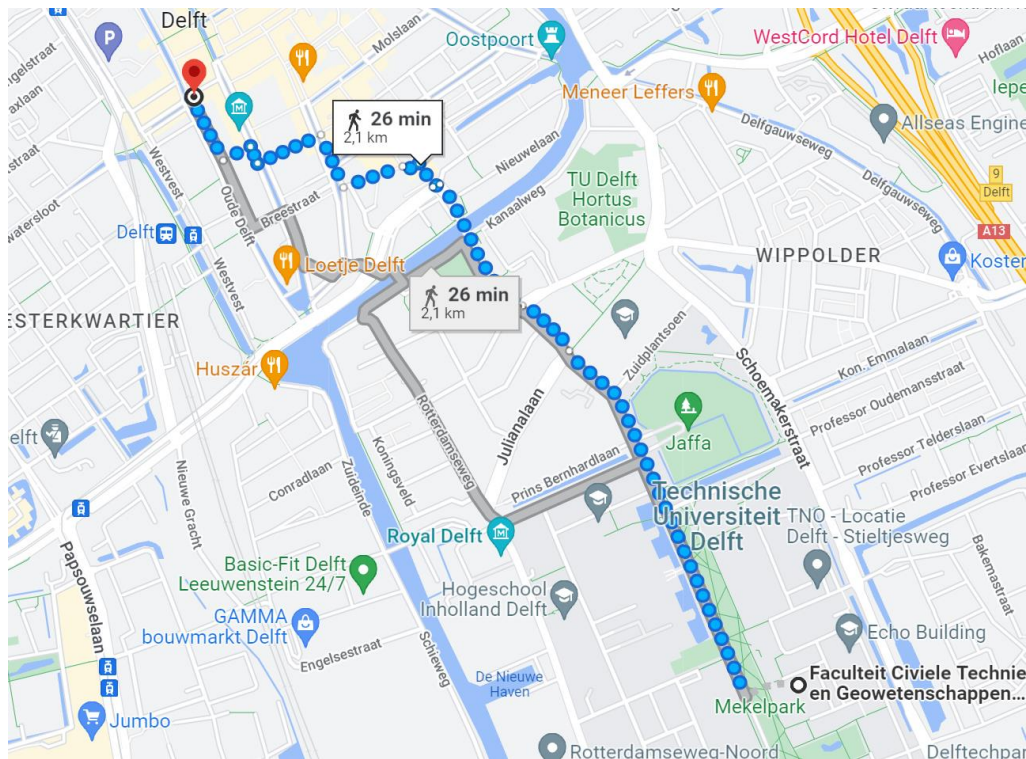 Delft
P
Molslaan
Oostpoort
WestCord Hotel Delft
Hoflaan
Meneer Leffers
Allseas Engine
Delfgauwseweg
26 min
2,1 km
Nieuwelaan
Kanaalweg
TU Delft
Hortus
Botanicus
Delfgauwseweg
9
Delft
A13
Westvest
Oude Delft
Breestraat
Delft
Loetje Delft
WIPPOLDER
Koster
Westvest
26 min
2,1 km
ESTERKWARTIER
Huszár
Zuidplantsoen
Schoemakerstraat
Kon. Emmalaan
Professor Oudemansstraat
Julianalaan
Jaffa
Rotterdamseweg
Koningsveld
Conradlaan
Zuideinde
Nieuwe Gracht
Prins Bernhardlaan
Professor Telderslaan
Professor Evertslaan
Technische
Universiteit
Delft
TNO - Locatie
Delft - Stieltjesweg
Royal Delft
Bakemastraat
Papsouwselaan
Basic-Fit Delft
Leeuwenstein 24/7
Hogeschool
Inholland Delft
GAMMA
bouwmarkt Delft
Engelsestraat
Schieweg
Echo Building
De Nieuwe
Haven
Faculteit Civiele Technie
en Geowetenschappen...
Mekelpark
Jumbo
Rotterdamseweg-Noord
Delftechpar